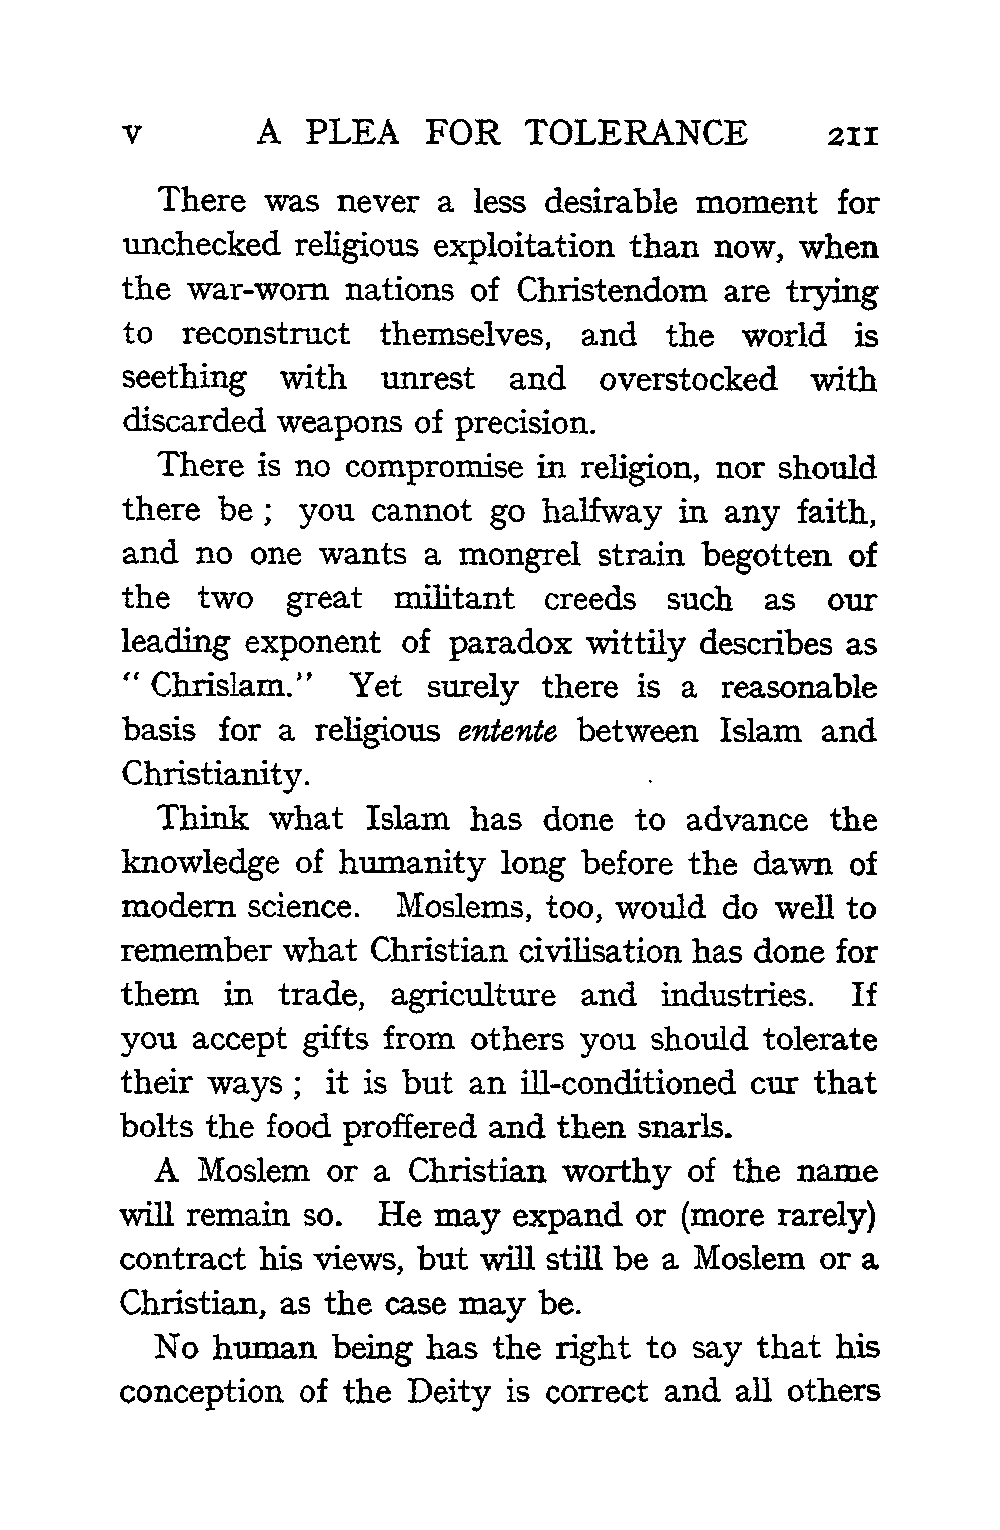 V A PLEA FOR TOLERANCE 211
There was never a less desirable moment for
unchecked religious exploitation than now, when
the war-worn nations of Christendom are trying
to reconstruct themselves, and the world is
seething with unrest and overstocked with
discarded weapons of precision.
There is no compromise in religion, nor should
there be ; you cannot go halfway in any faith,
and no one wants a mongrel strain begotten of
the two great militant creeds such as our
leading exponent of paradox wittily describes as
“ Chrislam.” Yet surely there is a reasonable
basis for a religious entente between Islam and
Christianity.
Think what Islam has done to advance the
knowledge of humanity long before the dawn of
modern science. Moslems, too, would do well to
remember what Christian civilisation has done for
them in trade, agriculture and industries. If
you accept gifts from others you should tolerate
their ways ; it is but an ill-conditioned cur that
bolts the food proffered and then snarls.
A Moslem or a Christian worthy of the name
will remain so. He may expand or (more rarely)
contract his views, but will still be a Moslem or a
Christian, as the case may be.
No human being has the right to say that his
conception of the Deity is correct and all others